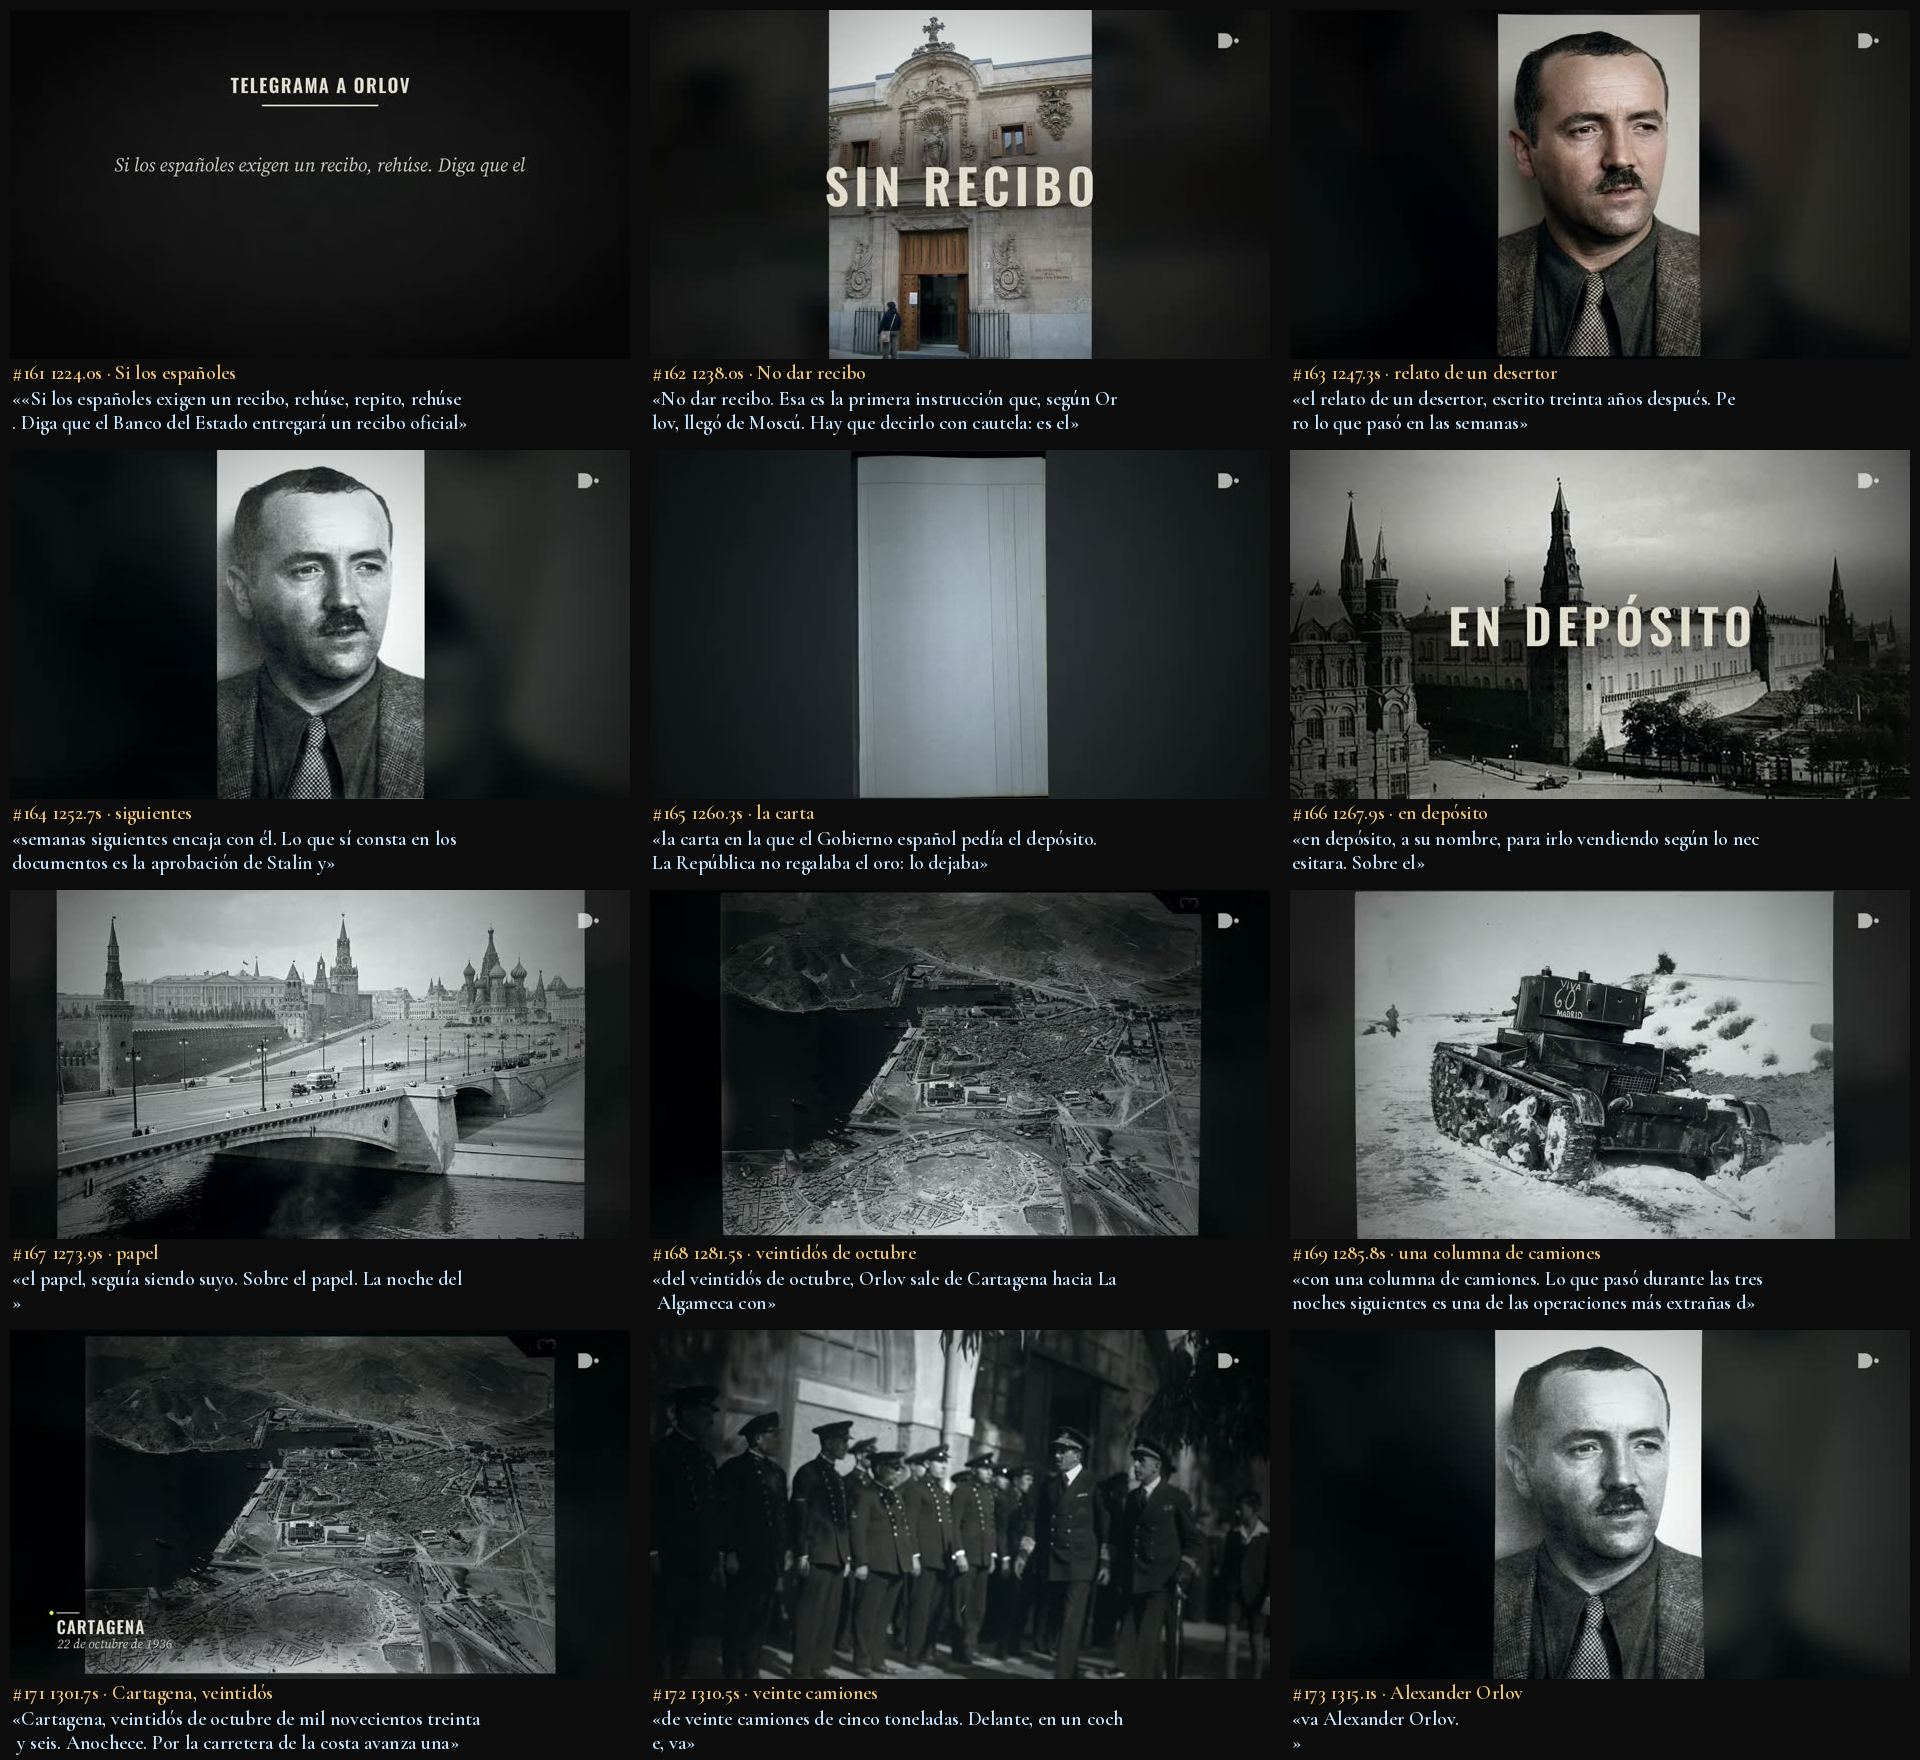 TELEGRAMA A ORLOV
Si los españoles exigen un recibo, rehúse. Diga que el
#161 1224.0s · Si los españoles
««Si los españoles exigen un recibo, rehúse, repito, rehúse
. Diga que el Banco del Estado entregará un recibo oficial»
SIN RECIBO
#162 1238.0s · No dar recibo
«No dar recibo. Esa es la primera instrucción que, según Or
lov, llegó de Moscú. Hay que decirlo con cautela: es el»
#163 1247.3s · relato de un desertor
«el relato de un desertor, escrito treinta años después. Pe
ro lo que pasó en las semanas»
#164 1252.7s · siguientes
«semanas siguientes encaja con él. Lo que sí consta en los
documentos es la aprobación de Stalin y»
#165 1260.3s · la carta
«la carta en la que el Gobierno español pedía el depósito.
La República no regalaba el oro: lo dejaba»
EN DEPÓSITO
#166 1267.9s · en depósito
«en depósito, a su nombre, para irlo vendiendo según lo nec
esitara. Sobre el»
#167 1273.9s · papel
«el papel, seguía siendo suyo. Sobre el papel. La noche del
»
#168 1281.5s · veintidós de octubre
«del veintidós de octubre, Orlov sale de Cartagena hacia La
Algameca con»
VIVA
MADRID
#169 1285.8s · una columna de camiones
«con una columna de camiones. Lo que pasó durante las tres
noches siguientes es una de las operaciones más extrañas d»
CARTAGENA
22 de octubre de 1936
#171 1301.7s · Cartagena, veintidós
«Cartagena, veintidós de octubre de mil novecientos treinta
y seis. Anochece. Por la carretera de la costa avanza una»
#172 1310.5s · veinte camiones
«de veinte camiones de cinco toneladas. Delante, en un coch
e, va»
#173 1315.1s · Alexander Orlov
«va Alexander Orlov.
»